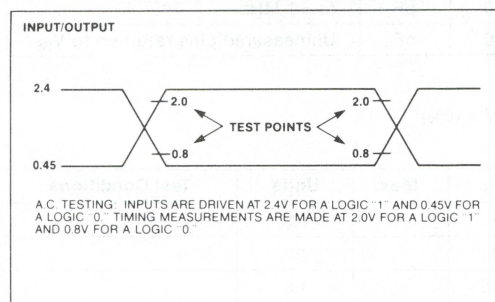 INPUT/OUTPUT
2.4
2.0
2.0
TEST POINTS
0.8
0.8
0.45
A.C. TESTING: INPUTS ARE DRIVEN AT 2.4V FOR A LOGIC "1" AND 0.45V FOR
A LOGIC "0." TIMING MEASUREMENTS ARE MADE AT 2.0V FOR A LOGIC "1"
AND 0.8V FOR A LOGIC "0."